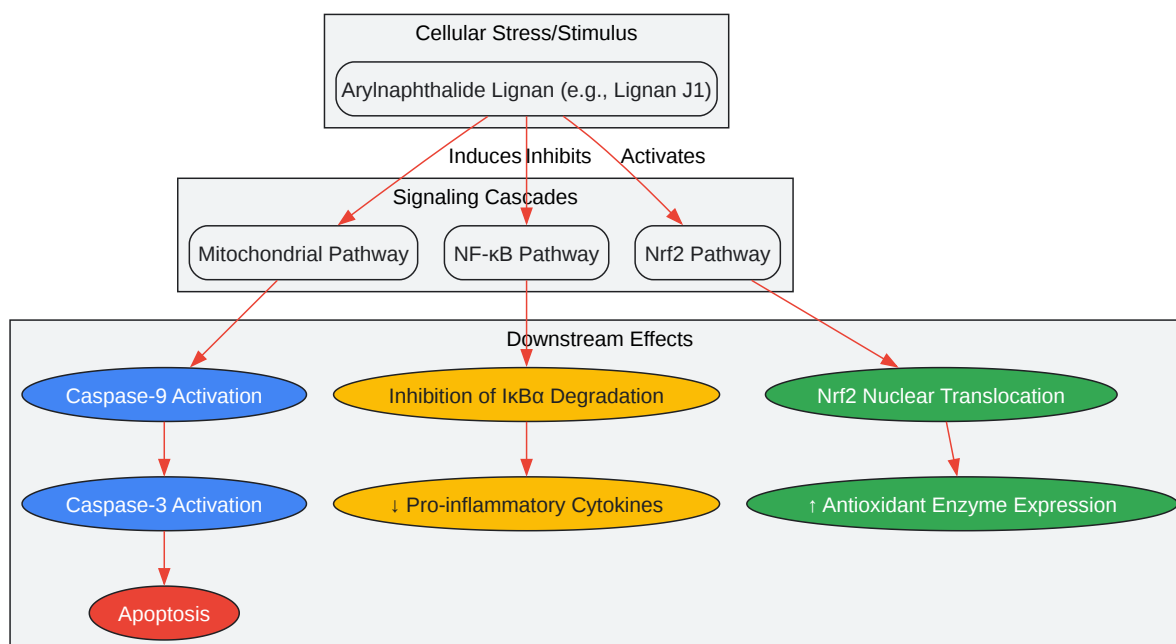 Cellular Stress/Stimulus
Arylnaphthalide Lignan (e.g., Lignan J1)
Induces Inhibits Activates
Signaling Cascades
Mitochondrial Pathway NF-κB Pathway Nrf2 Pathway
Downstream Effects
Caspase-9 Activation Inhibition of IκBα Degradation Nrf2 Nuclear Translocation
Caspase-3 Activation ↓ Pro-inflammatory Cytokines ↑ Antioxidant Enzyme Expression
Apoptosis